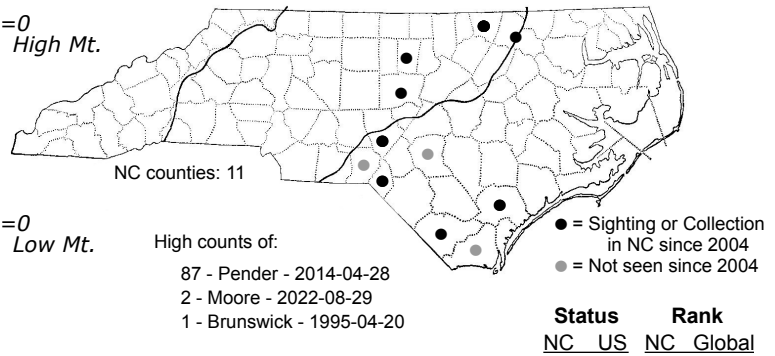 =0
High Mt.
NC counties: 11
=0
Low Mt.
High counts of:
87 - Pender - 2014-04-28
2 - Moore - 2022-08-29
1 - Brunswick - 1995-04-20
= Sighting or Collection
in NC since 2004
= Not seen since 2004
Status Rank
NC US NC Global